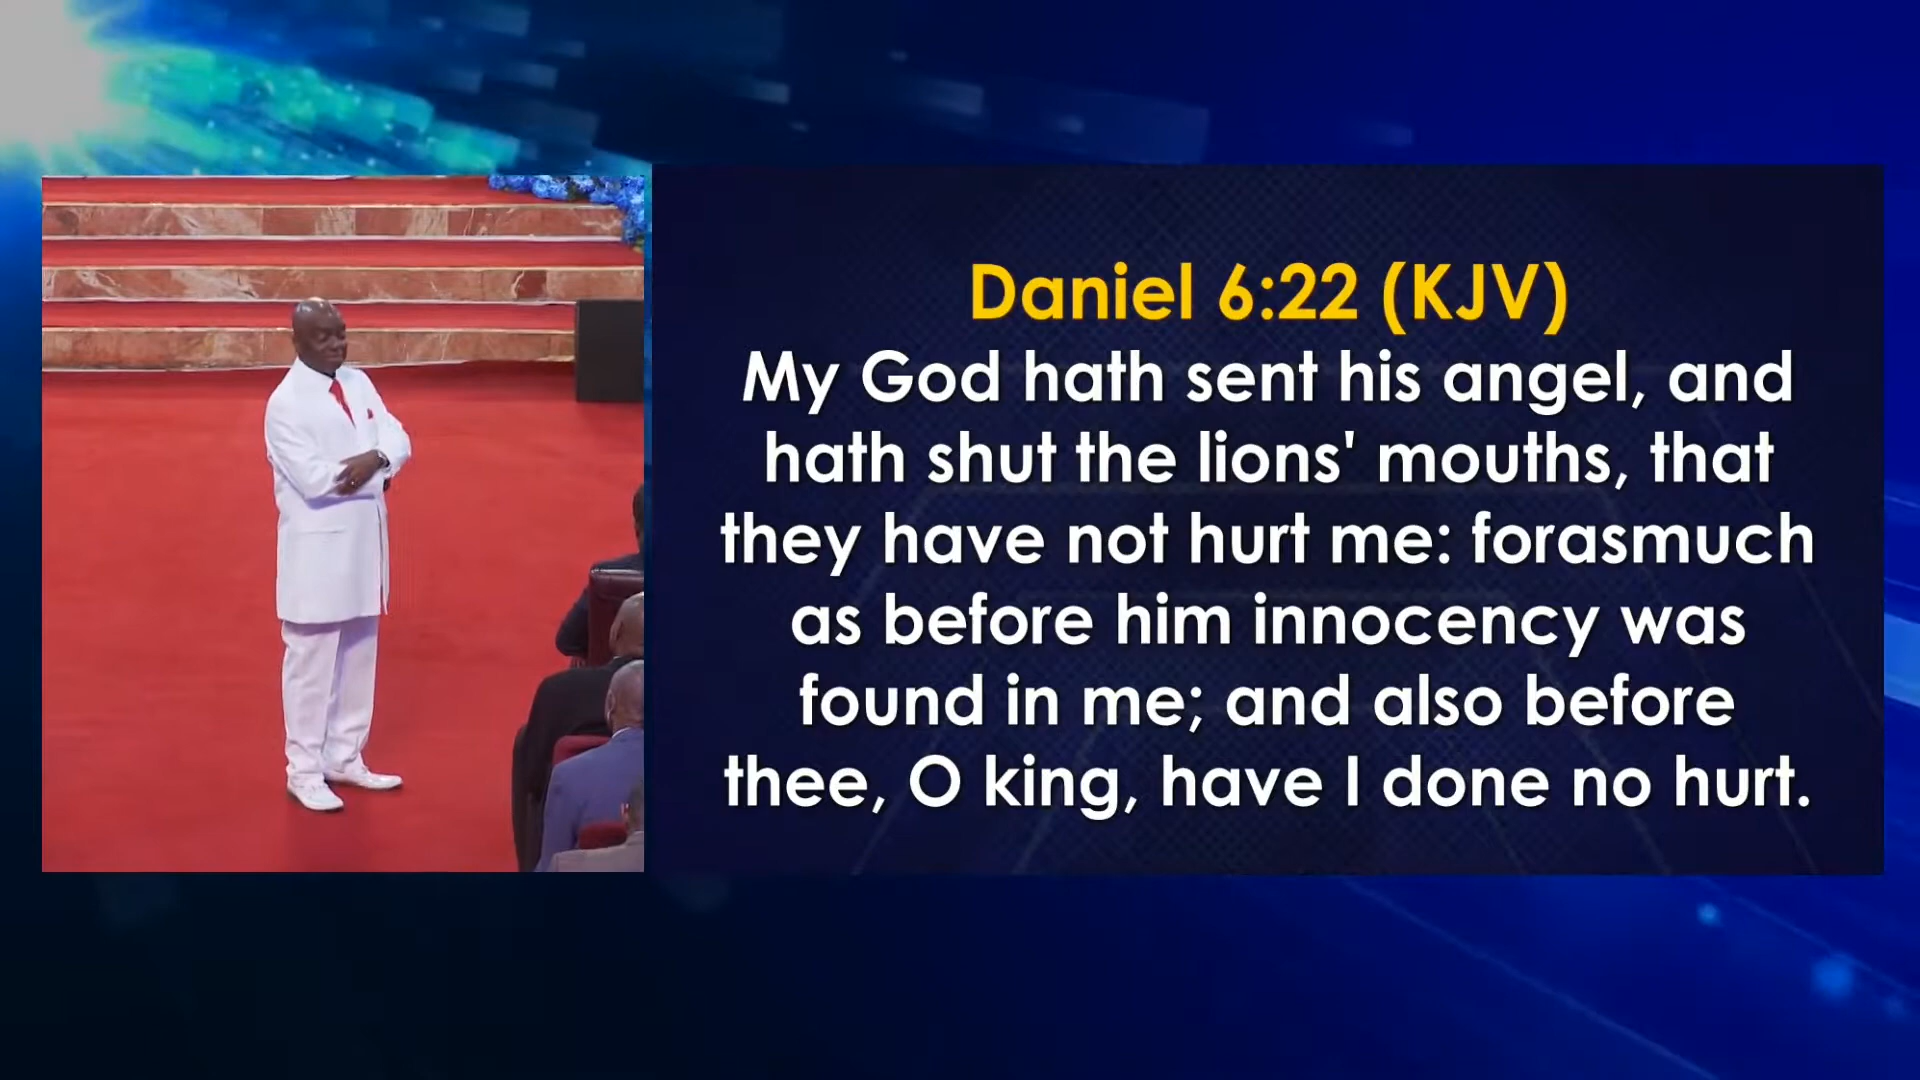 Daniel 6:22 (KJV)
My God hath sent his angel, and
hath shut the lions' mouths, that
they have not hurt me: forasmuch
as before him innocency was
found in me; and also before
thee, O king, have I done no hurt.